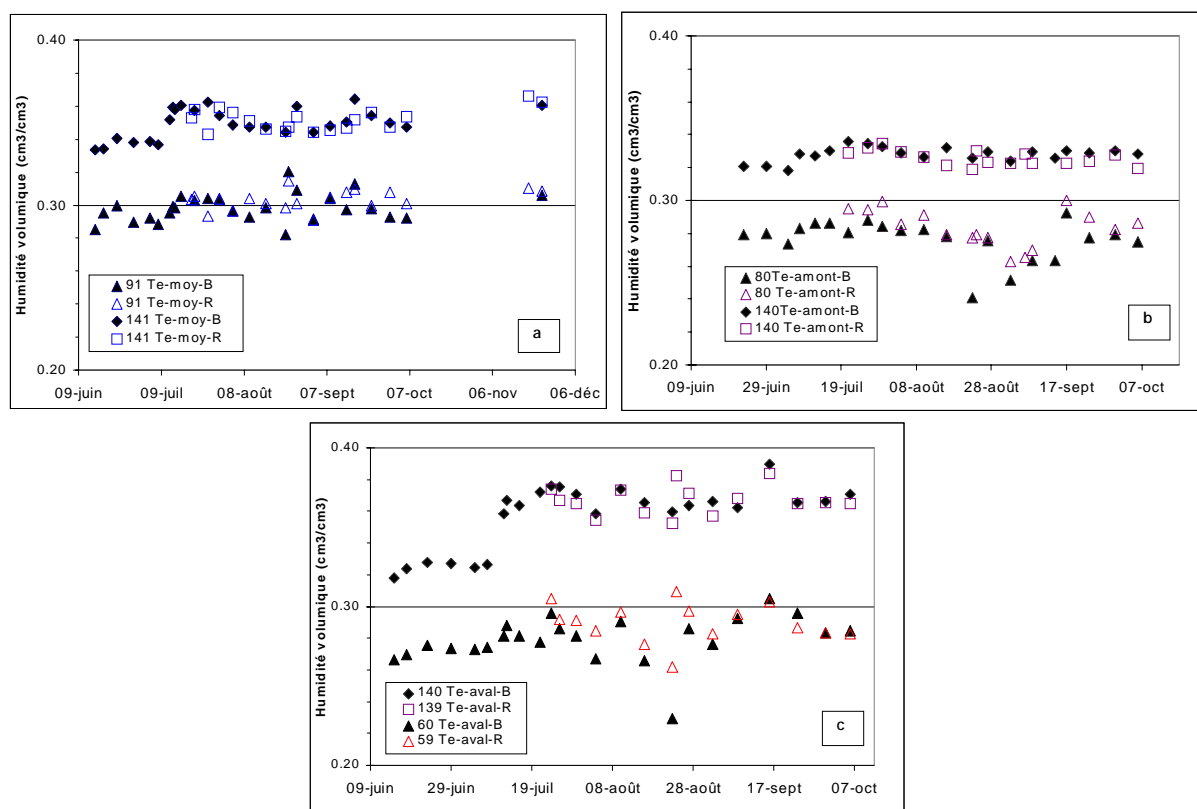 0.40
0.30
0.20
Humidité volumique (cm3/cm3)
91 Te-moy-B
91 Te-moy-R
141 Te-moy-B
141 Te-moy-R
a
09-juin
09-juil
08-août
07-sept
07-oct
06-nov
06-déc
0.40
0.30
0.20
Humidité volumique (cm3/cm3)
80Te-amont-B
80 Te-amont-R
140Te-amont-B
140 Te-amont-R
b
09-juin
29-juin
19-juil
08-août
28-août
17-sept
07-oct
0.40
0.30
0.20
Humidité volumique (cm3/cm3)
140 Te-aval-B
139 Te-aval-R
60 Te-aval-B
59 Te-aval-R
c
09-juin
29-juin
19-juil
08-août
28-août
17-sept
07-oct